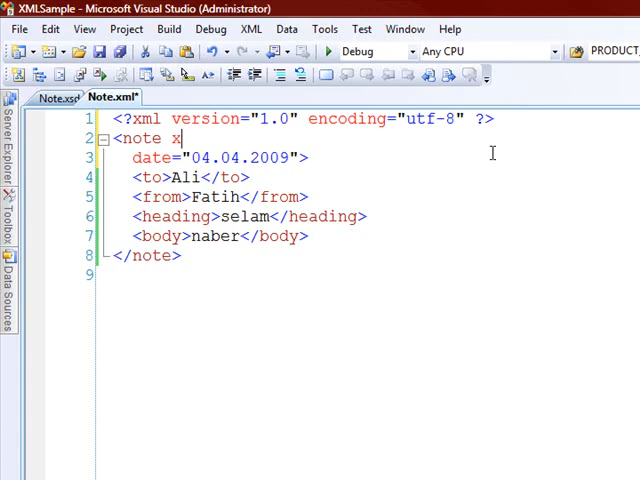 XMLSample - Microsoft Visual Studio (Administrator)
File Edit View Project Build Debug XML Data Tools Test Window Help
Debug Any CPU PRODUCT_
Note.xsd Note.xml*
Server Explorer
Toolbox
Data Sources
1 <?xml version="1.0" encoding="utf-8" ?>
2 <note x
3 date="04.04.2009">
4 <to>Ali</to>
5 <from>Fatih</from>
6 <heading>selam</heading>
7 <body>naber</body>
8 </note>
9